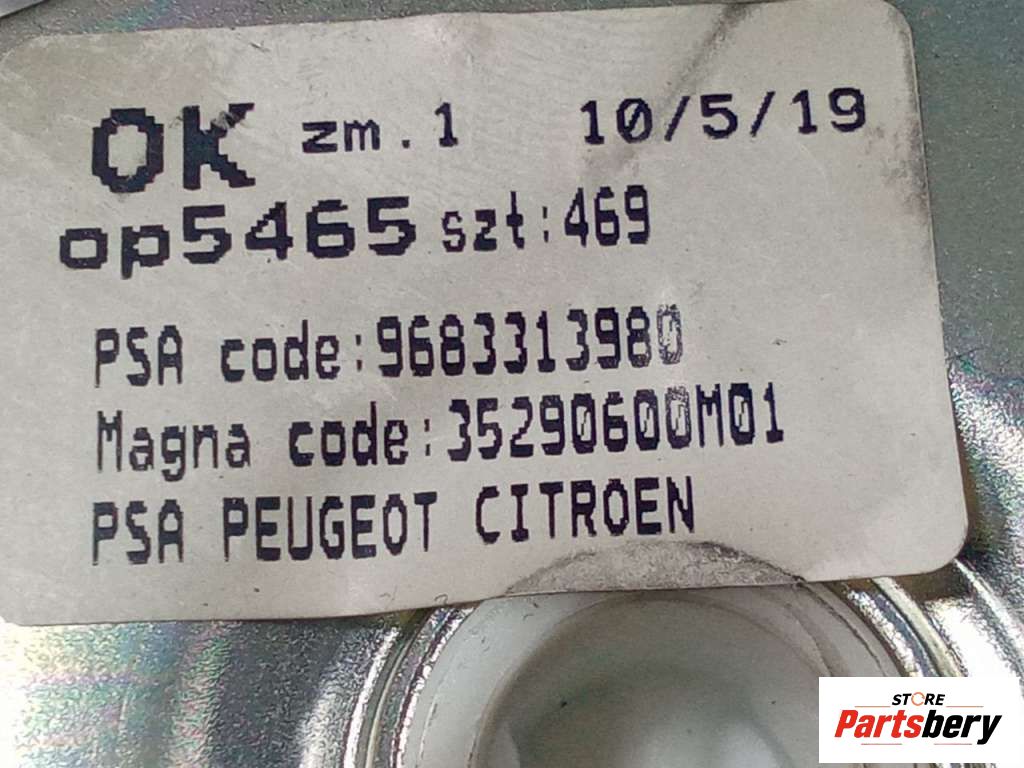 OK zm.1 10/5/19
op5465 szt:469
PSA code:9683313980
Magna code:35290600M01
PSA PEUGEOT CITROEN
STORE
Partsbery